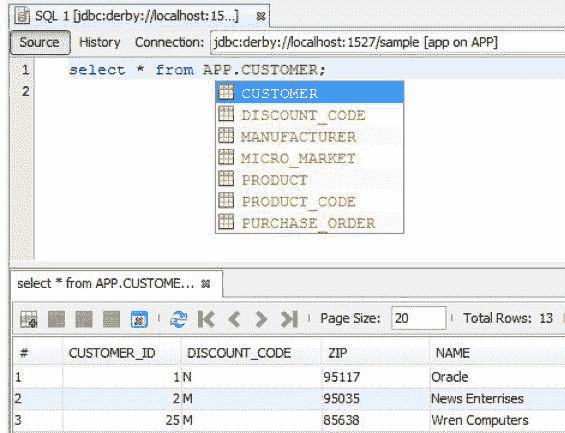 SQL 1 [jdbc:derby://localhost:15...]
Source History Connection: jdbc:derby://localhost:1527/sample [app on APP]
1 select * from APP.CUSTOMER;
2
CUSTOMER
DISCOUNT_CODE
MANUFACTURER
MICRO_MARKET
PRODUCT
PRODUCT_CODE
PURCHASE_ORDER
select * from APP.CUSTOME...
Page Size: 20 Total Rows: 13
# CUSTOMER_ID DISCOUNT_CODE ZIP NAME
1 1 N 95117 Oracle
2 2 M 95035 News Enterrises
3 25 M 85638 Wren Computers